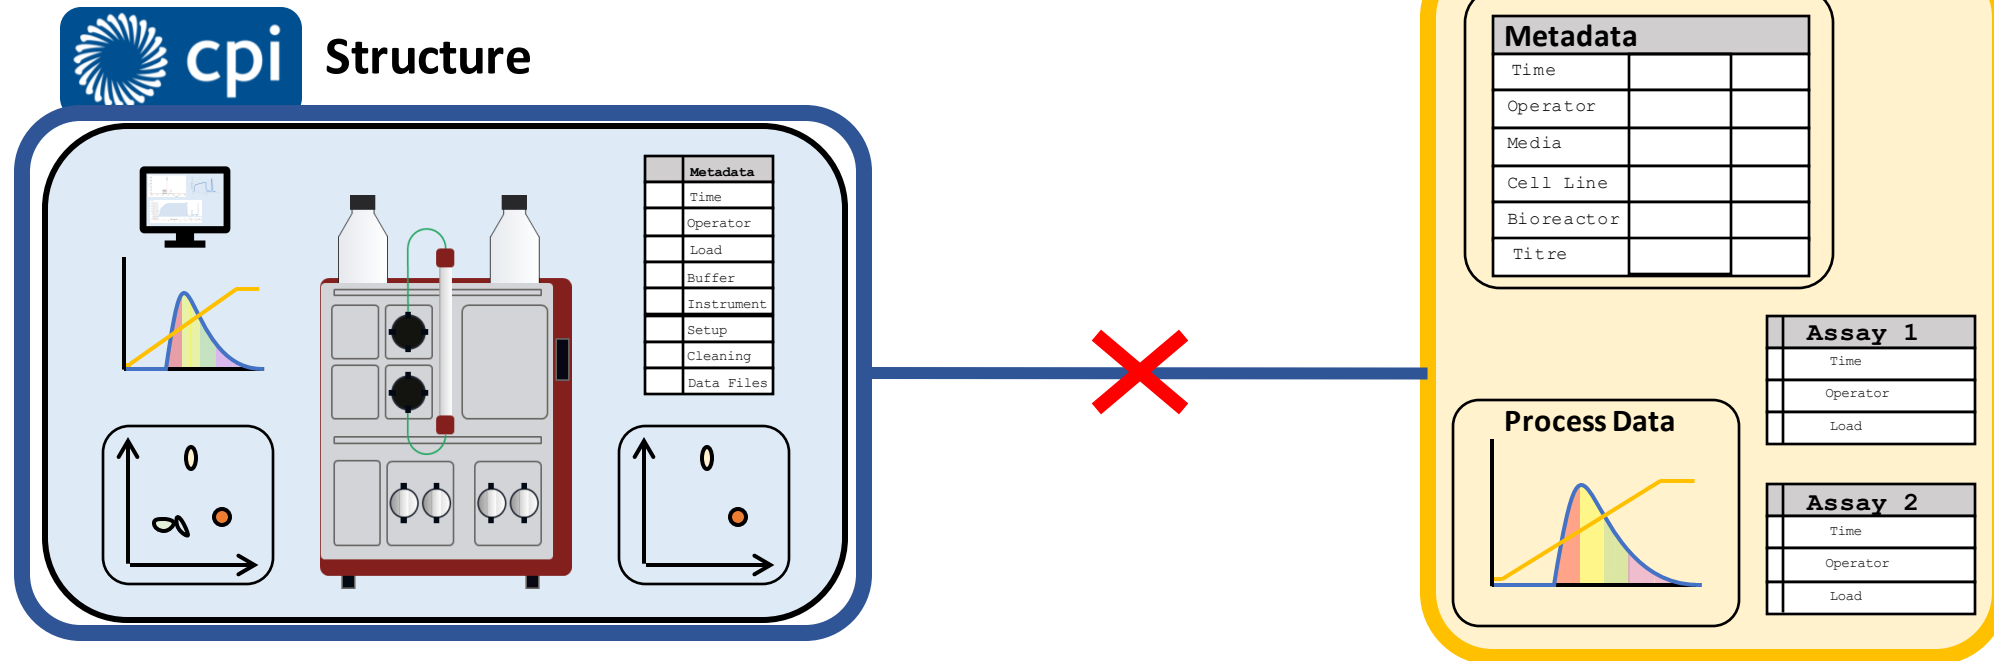 cpi
Structure
Metadata
Time
Operator
Load
Buffer
Instrument
Setup
Cleaning
Data Files
Metadata
Time
Operator
Media
Cell Line
Bioreactor
Titre
Process Data
Assay 1
Time
Operator
Load
Assay 2
Time
Operator
Load